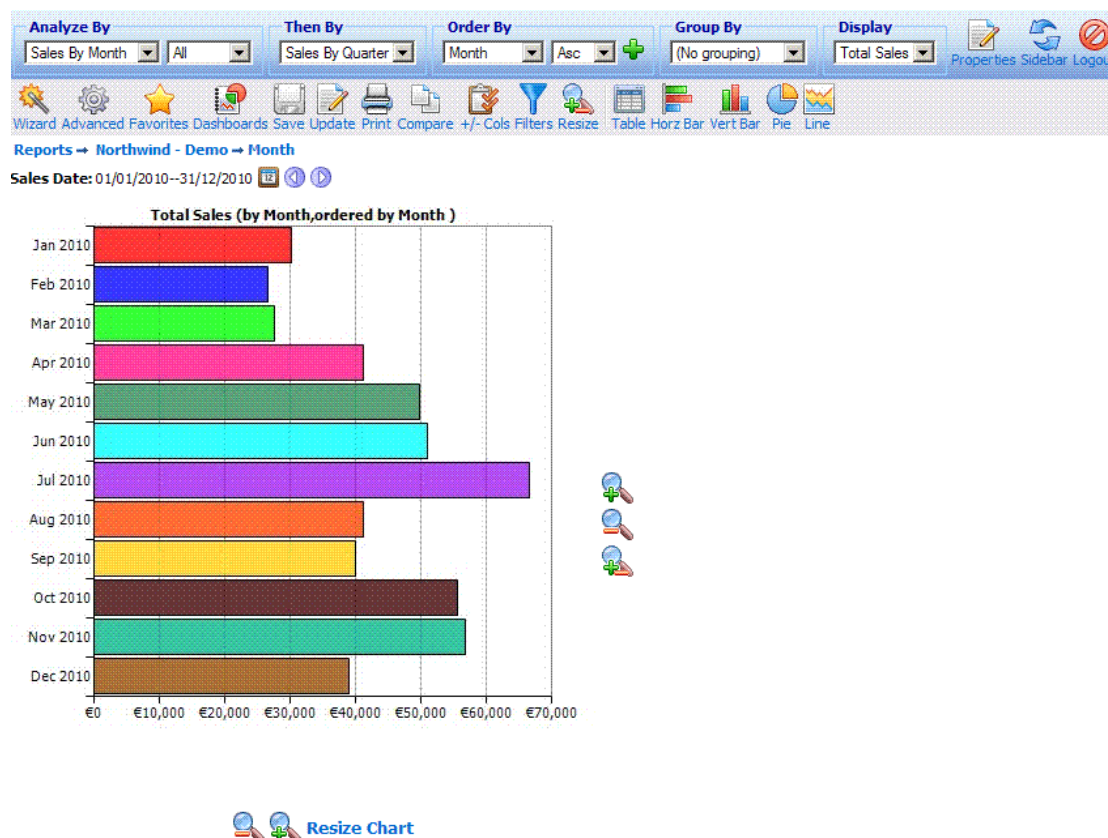 Analyze By Then By Order By Group By Display
Sales By Month All Sales By Quarter Month Asc (No grouping) Total Sales
Properties Sidebar Logou
Wizard Advanced Favorites Dashboards Save Update Print Compare +/- Cols Filters Resize Table Horz Bar Vert Bar Pie Line
Reports → Northwind - Demo → Month
Sales Date: 01/01/2010--31/12/2010 12
Total Sales (by Month,ordered by Month )
Jan 2010
Feb 2010
Mar 2010
Apr 2010
May 2010
Jun 2010
Jul 2010
Aug 2010
Sep 2010
Oct 2010
Nov 2010
Dec 2010
€0 €10,000 €20,000 €30,000 €40,000 €50,000 €60,000 €70,000
Resize Chart